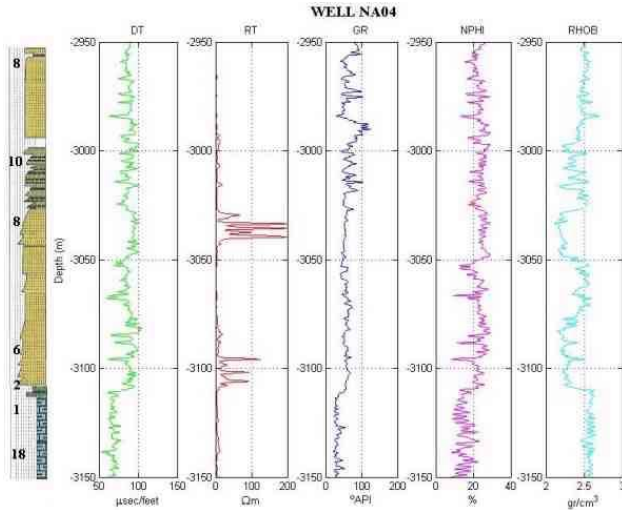 WELL NA04
DT RT GR NPHI RHOB
-2950 -2950 -2950 -2950 -2950
8
-3000 -3000 -3000 -3000 -3000
10
8
-3050 -3050 -3050 -3050 -3050
Depth (m)
6
-3100 -3100 -3100 -3100 -3100
2
1
18
-3150 -3150 -3150 -3150 -3150
50 100 150 0 100 200 0 100 200 0 20 40 2 2.5 3
µsec/feet Ωm ºAPI % gr/cm³